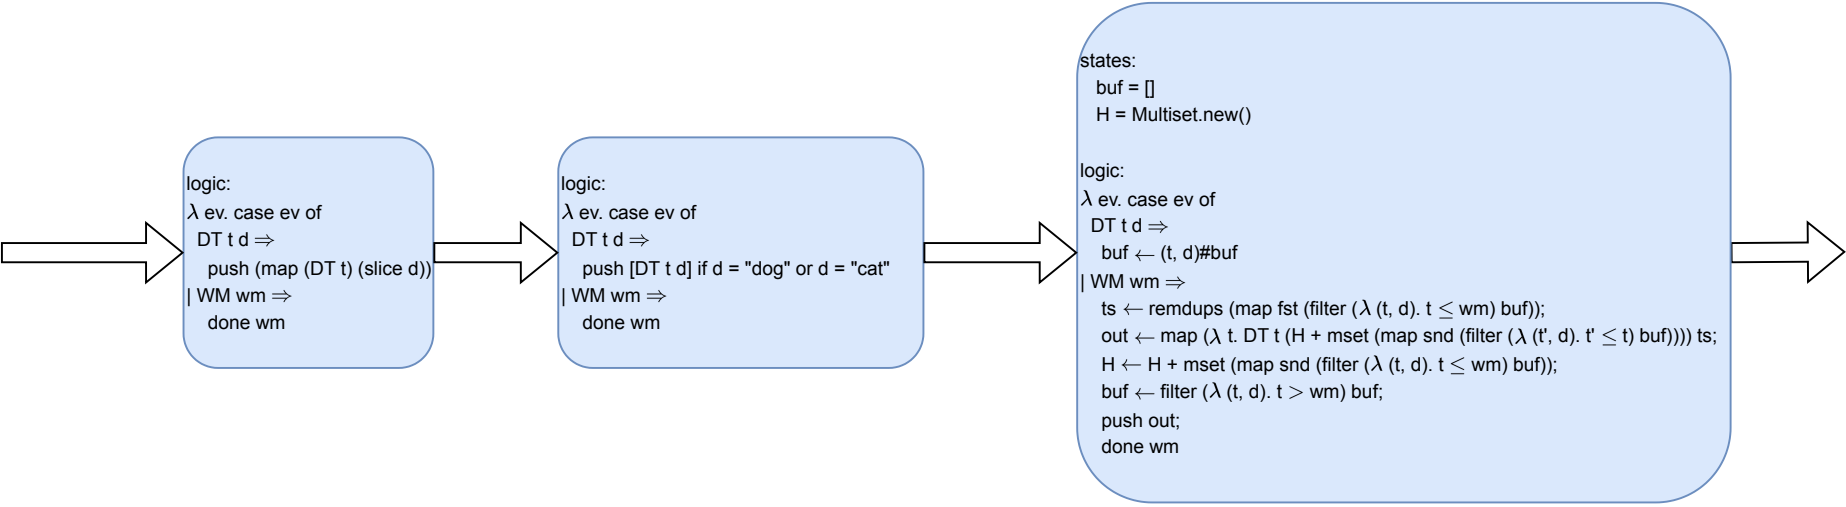 logic:
λ ev. case ev of
DT t d ⇒
push (map (DT t) (slice d))
| WM wm ⇒
done wm
logic:
λ ev. case ev of
DT t d ⇒
push [DT t d] if d = "dog" or d = "cat"
| WM wm ⇒
done wm
states:
buf = []
H = Multiset.new()
logic:
λ ev. case ev of
DT t d ⇒
buf ← (t, d)#buf
| WM wm ⇒
ts ← remdups (map fst (filter (λ (t, d). t ≤ wm) buf));
out ← map (λ t. DT t (H + mset (map snd (filter (λ (t', d). t' ≤ t) buf)))) ts;
H ← H + mset (map snd (filter (λ (t, d). t ≤ wm) buf));
buf ← filter (λ (t, d). t > wm) buf;
push out;
done wm